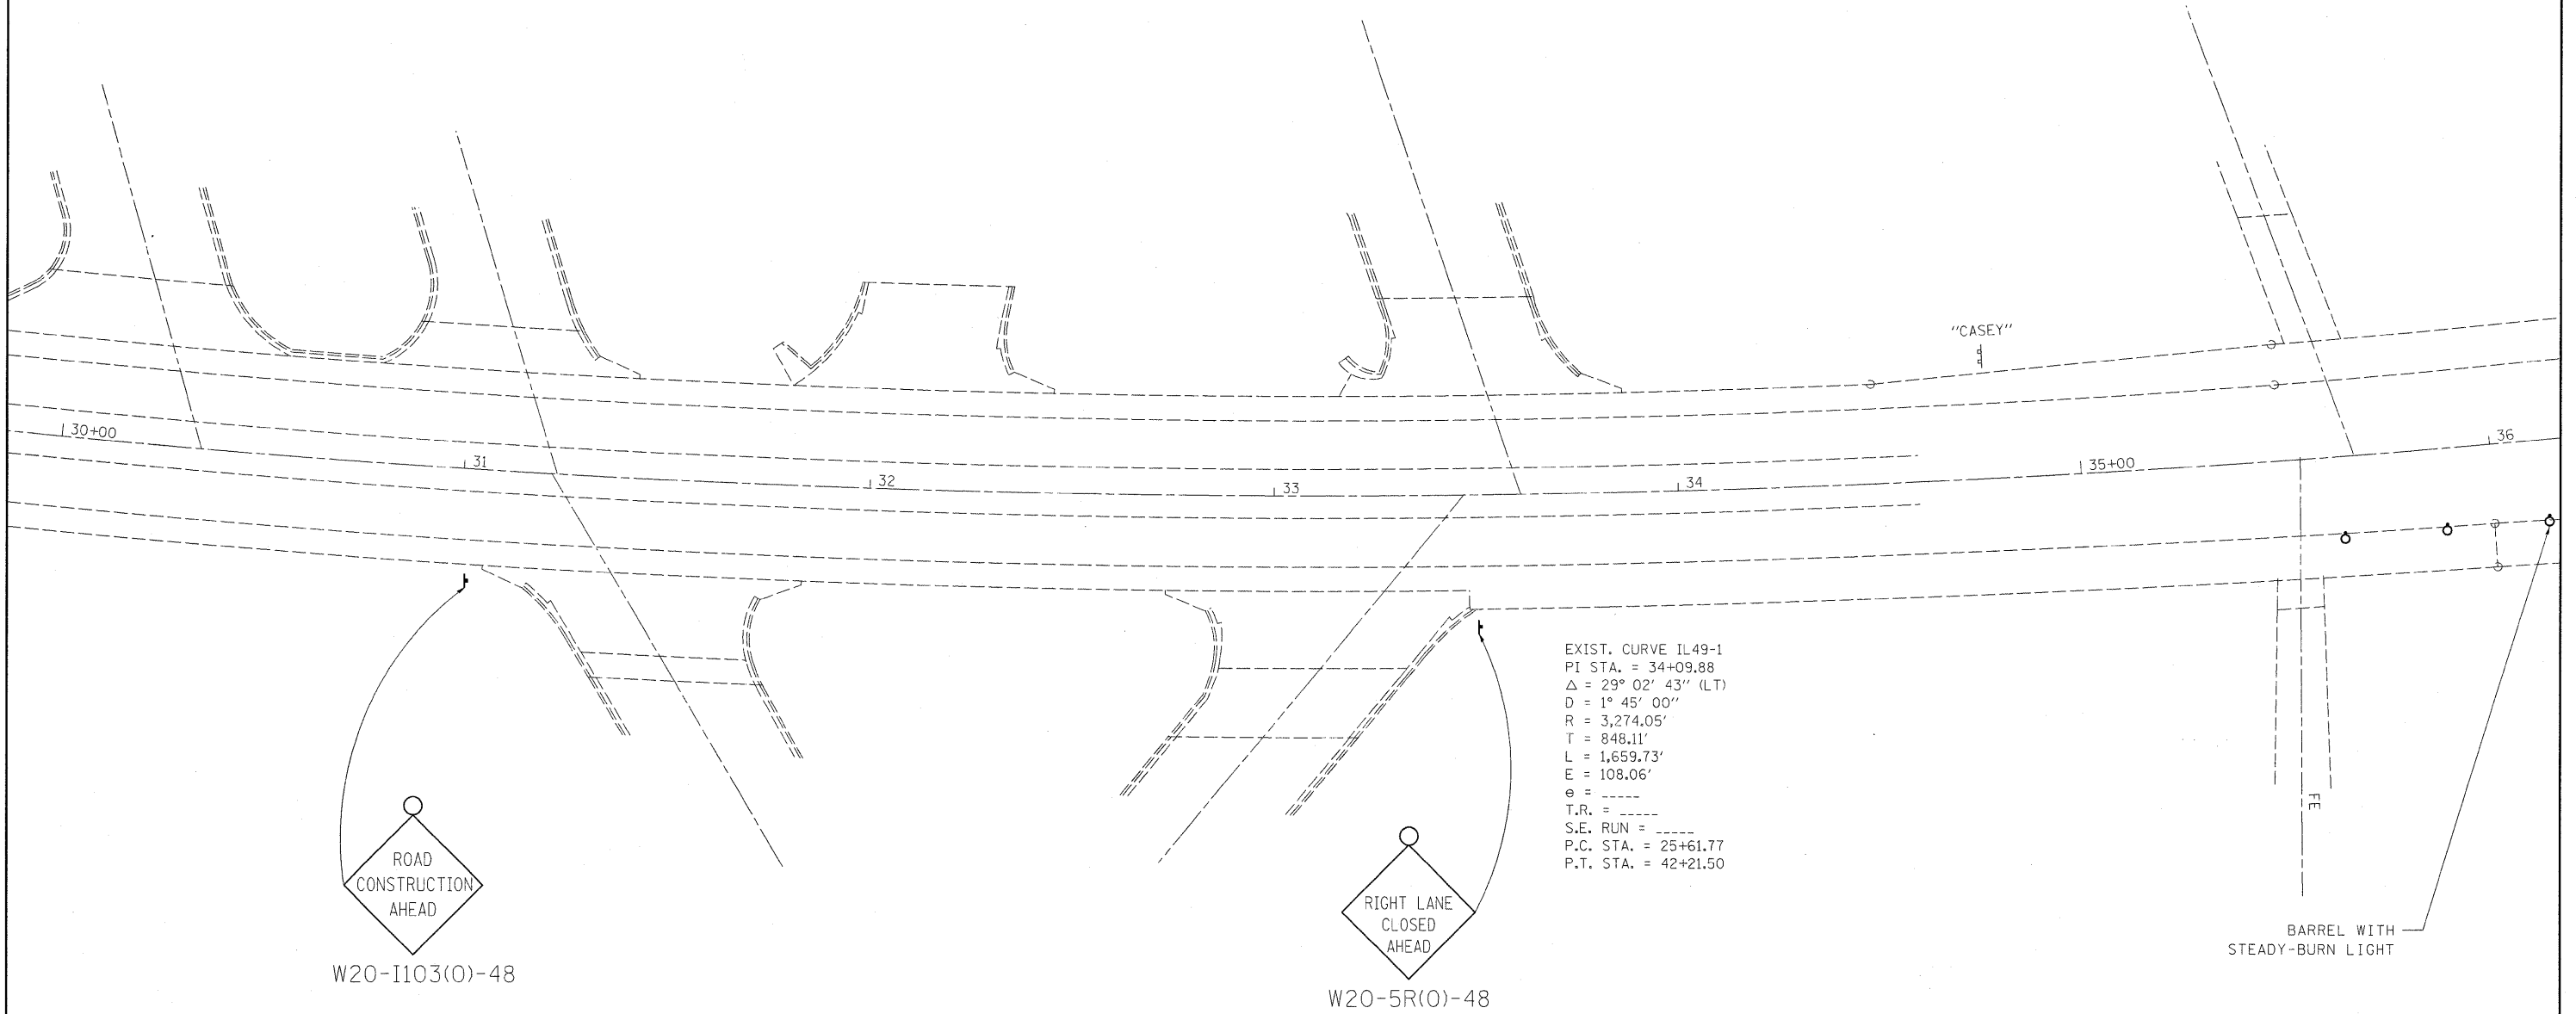 "CASEY"
30+00
31
32
33
34
35+00
36
EXIST. CURVE IL49-1
PI STA. = 34+09.88
Δ = 29° 02' 43" (LT)
D = 1° 45' 00"
R = 3,274.05'
T = 848.11'
L = 1,659.73'
E = 108.06'
e = _____
T.R. = _____
S.E. RUN = _____
P.C. STA. = 25+61.77
P.T. STA. = 42+21.50
FE
ROAD
CONSTRUCTION
AHEAD
W20-I103(O)-48
RIGHT LANE
CLOSED
AHEAD
W20-5R(O)-48
BARREL WITH
STEADY-BURN LIGHT